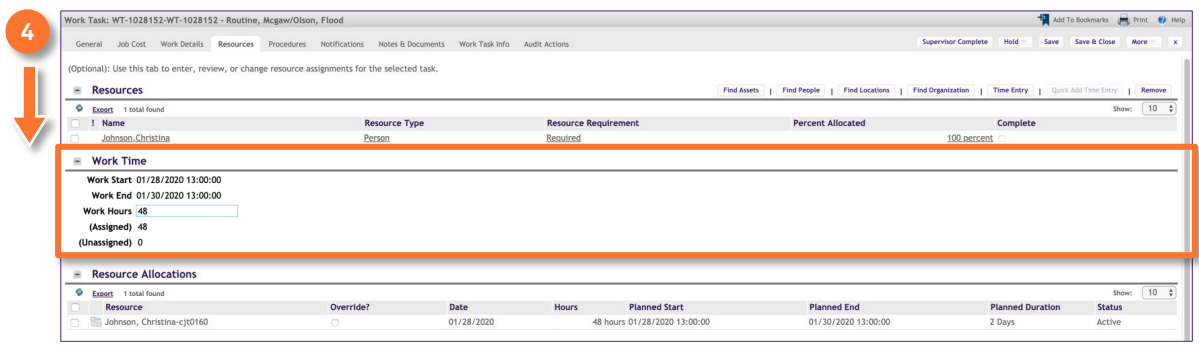 4
Work Task: WT-1028152-WT-1028152 - Routine, Mcgaw/Olson, Flood
Add To Bookmarks Print Help
General Job Cost Work Details Resources Procedures Notifications Notes & Documents Work Task Info Audit Actions
Supervisor Complete Hold Save Save & Close More x
(Optional): Use this tab to enter, review, or change resource assignments for the selected task.
Resources
Find Assets | Find People | Find Locations | Find Organization | Time Entry | Quick Add Time Entry | Remove
Export 1 total found
Show: 10
! Name Resource Type Resource Requirement Percent Allocated Complete
Johnson,Christina Person Required 100 percent
Work Time
Work Start 01/28/2020 13:00:00
Work End 01/30/2020 13:00:00
Work Hours 48
(Assigned) 48
(Unassigned) 0
Resource Allocations
Export 1 total found
Show: 10
Resource Override? Date Hours Planned Start Planned End Planned Duration Status
Johnson, Christina-cjt0160 01/28/2020 48 hours 01/28/2020 13:00:00 01/30/2020 13:00:00 2 Days Active